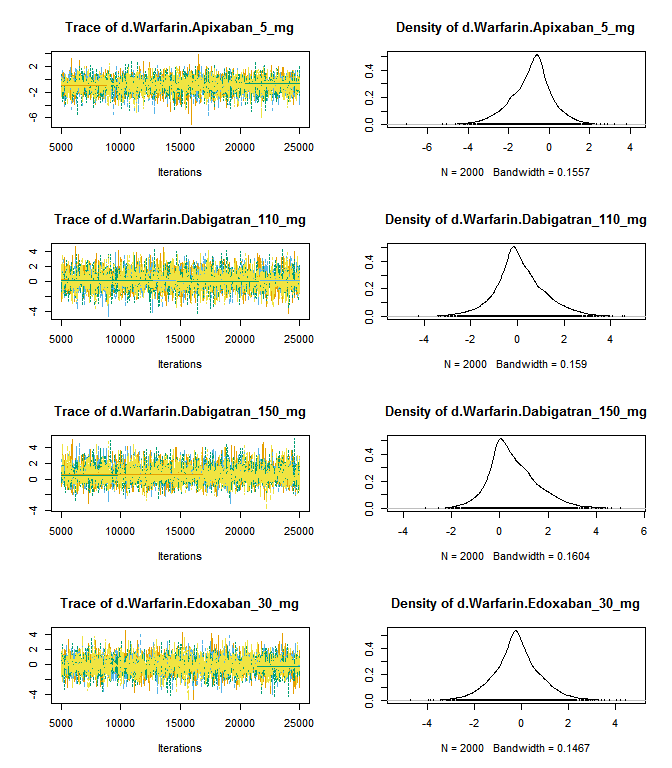 Trace of d.Warfarin.Apixaban_5_mg
2
-2
-6
5000 10000 15000 20000 25000
Iterations
Density of d.Warfarin.Apixaban_5_mg
0.4
0.2
0.0
-6 -4 -2 0 2 4
N = 2000 Bandwidth = 0.1557
Trace of d.Warfarin.Dabigatran_110_mg
4
2
0
-4
5000 10000 15000 20000 25000
Iterations
Density of d.Warfarin.Dabigatran_110_mg
0.4
0.2
0.0
-4 -2 0 2 4
N = 2000 Bandwidth = 0.159
Trace of d.Warfarin.Dabigatran_150_mg
4
2
0
-4
5000 10000 15000 20000 25000
Iterations
Density of d.Warfarin.Dabigatran_150_mg
0.4
0.2
0.0
-4 -2 0 2 4 6
N = 2000 Bandwidth = 0.1604
Trace of d.Warfarin.Edoxaban_30_mg
4
2
0
-4
5000 10000 15000 20000 25000
Iterations
Density of d.Warfarin.Edoxaban_30_mg
0.4
0.2
0.0
-4 -2 0 2 4
N = 2000 Bandwidth = 0.1467